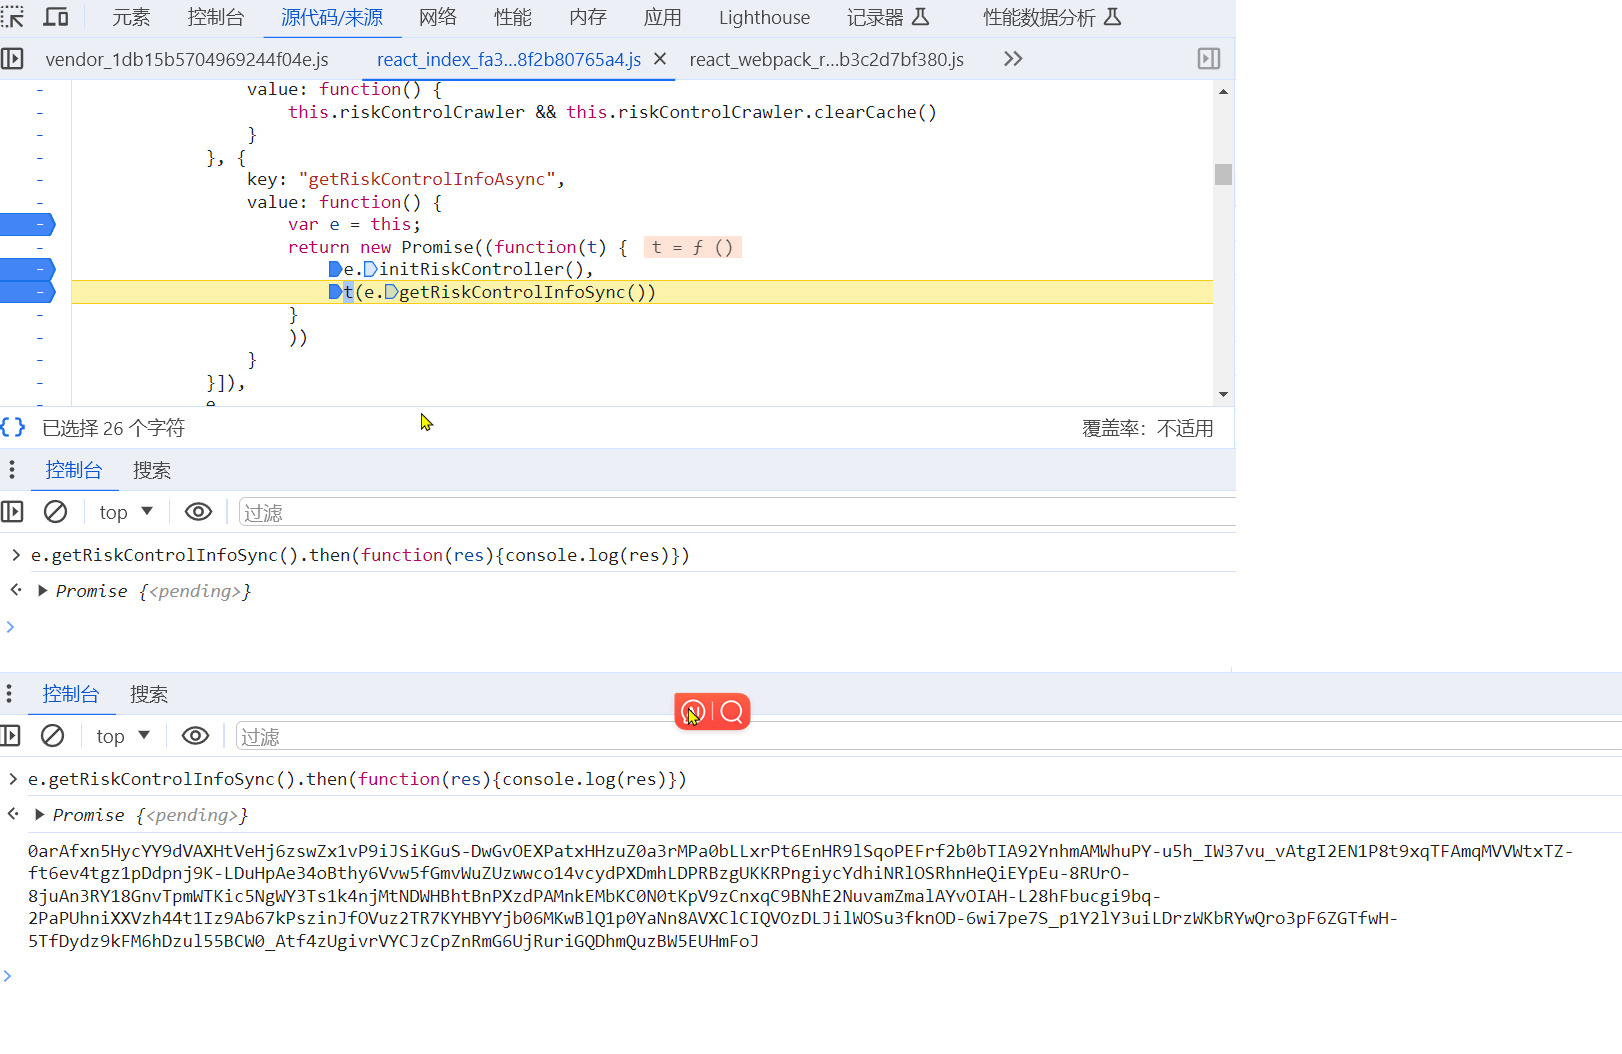 元素 控制台 源代码/来源 网络 性能 内存 应用 Lighthouse 记录器 性能数据分析
vendor_1db15b5704969244f04e.js react_index_fa3...8f2b80765a4.js × react_webpack_r...b3c2d7bf380.js
- value: function() {
- this.riskControlCrawler && this.riskControlCrawler.clearCache()
- }
- }, {
- key: "getRiskControlInfoAsync",
- value: function() {
- var e = this;
- return new Promise((function(t) { t = ƒ ()
- e.initRiskController(),
- t(e.getRiskControlInfoSync())
- }
- ))
- }
- }]),
- e
{} 已选择 26 个字符 覆盖率：不适用
控制台 搜索
top ▼ 过滤
> e.getRiskControlInfoSync().then(function(res){console.log(res)})
Promise {<pending>}
>
控制台 搜索
top ▼ 过滤
> e.getRiskControlInfoSync().then(function(res){console.log(res)})
Promise {<pending>}
0arAfxn5HycYY9dVAXHtVeHj6zswZx1vP9iJSiKGuS-DwGvOEXPatxHHzuZ0a3rMPa0bLLxrPt6EnHR9lSqoPEFrf2b0bTIA92YnhmAMWhuPY-u5h_IW37vu_vAtgI2EN1P8t9xqTFAmqMVVWtxTZ-
ft6ev4tgz1pDdpnj9K-LDuHpAe34oBthy6Vvw5fGmvWuZUzwwco14vcydPXDmhLDPRBzgUKKRPngiycYdhiNRlOSRhnHeQiEYpEu-8RUrO-
8juAn3RY18GnvTpmWTKic5NgWY3Ts1k4njMtNDWHBhtBnPXzdPAMnkEMbKC0N0tKpV9zCnxqC9BNhE2NuvamZmalAYvOIAH-L28hFbucgi9bq-
2PaPUhniXXVzh44t1Iz9Ab67kPszinJfOVuz2TR7KYHBYYjb06MKwBlQ1p0YaNn8AVXClCIQVOzDLJilWOSu3fknOD-6wi7pe7S_p1Y2lY3uiLDrzWKbRYwQro3pF6ZGTfwH-
5TfDydz9kFM6hDzul55BCW0_Atf4zUgivrVYCJzCpZnRmG6UjRuriGQDhmQuzBW5EUHmFoJ
>